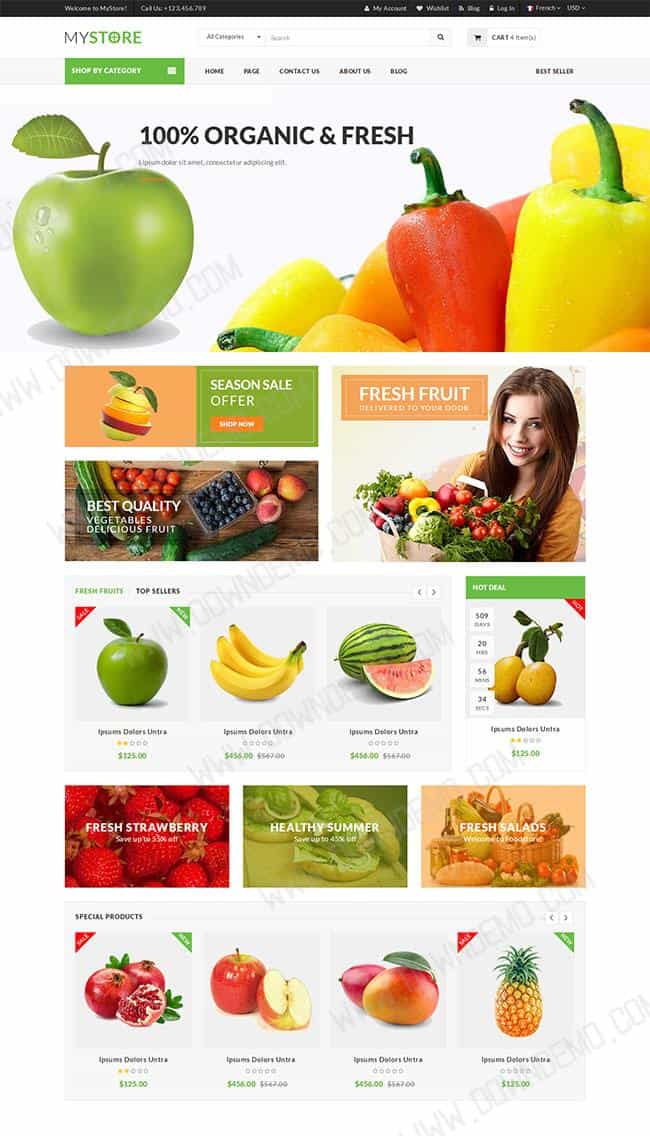 Welcome to MyStore! Call Us: +123.456.789 My Account Wishlist Blog Log In French USD
MYSTORE All Categories Search CART 4 Item(s)
SHOP BY CATEGORY HOME PAGE CONTACT US ABOUT US BLOG BEST SELLER
100% ORGANIC & FRESH
Lipsum dolor sit amet, consectetur adipiscing elit.
SEASON SALE
OFFER
SHOP NOW
FRESH FRUIT
DELIVERED TO YOUR DOOR
BEST QUALITY
VEGETABLES
DELICIOUS FRUIT
FRESH FRUITS TOP SELLERS
SALE NEW
Ipsums Dolors Untra Ipsums Dolors Untra Ipsums Dolors Untra
$125.00 $456.00 $567.00 $456.00 $567.00
HOT DEAL
HOT
509
DAYS
20
HRS
56
MINS
34
SECS
Ipsums Dolors Untra
$125.00
FRESH STRAWBERRY
Save up to 55% off
HEALTHY SUMMER
Save up to 45% off
FRESH SALADS
Welcome to Foodstore!
SPECIAL PRODUCTS
SALE NEW SALE NEW
Ipsums Dolors Untra Ipsums Dolors Untra Ipsums Dolors Untra Ipsums Dolors Untra
$125.00 $456.00 $567.00 $456.00 $567.00 $125.00
WWW.DOWNDEMO.COM